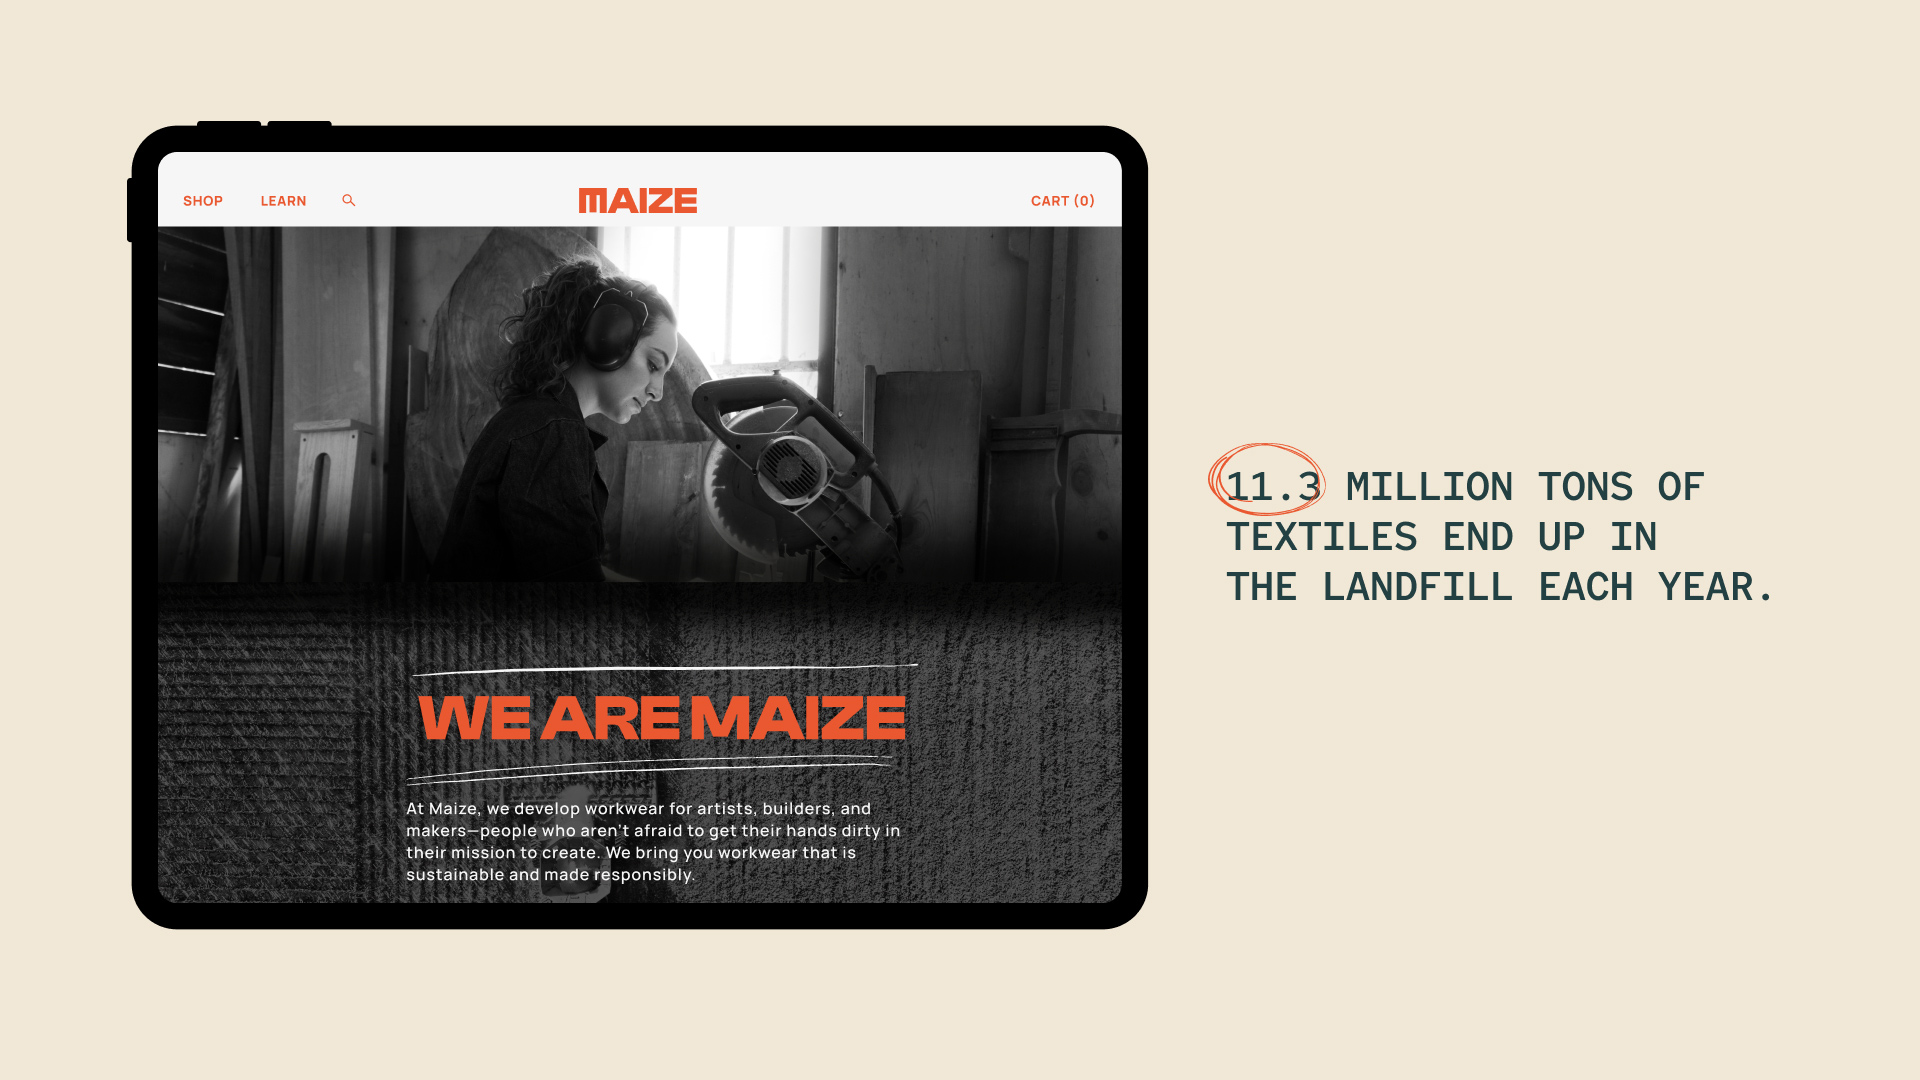 SHOP LEARN MAIZE CART (0)
WE ARE MAIZE
At Maize, we develop workwear for artists, builders, and
makers—people who aren't afraid to get their hands dirty in
their mission to create. We bring you workwear that is
sustainable and made responsibly.
11.3 MILLION TONS OF
TEXTILES END UP IN
THE LANDFILL EACH YEAR.